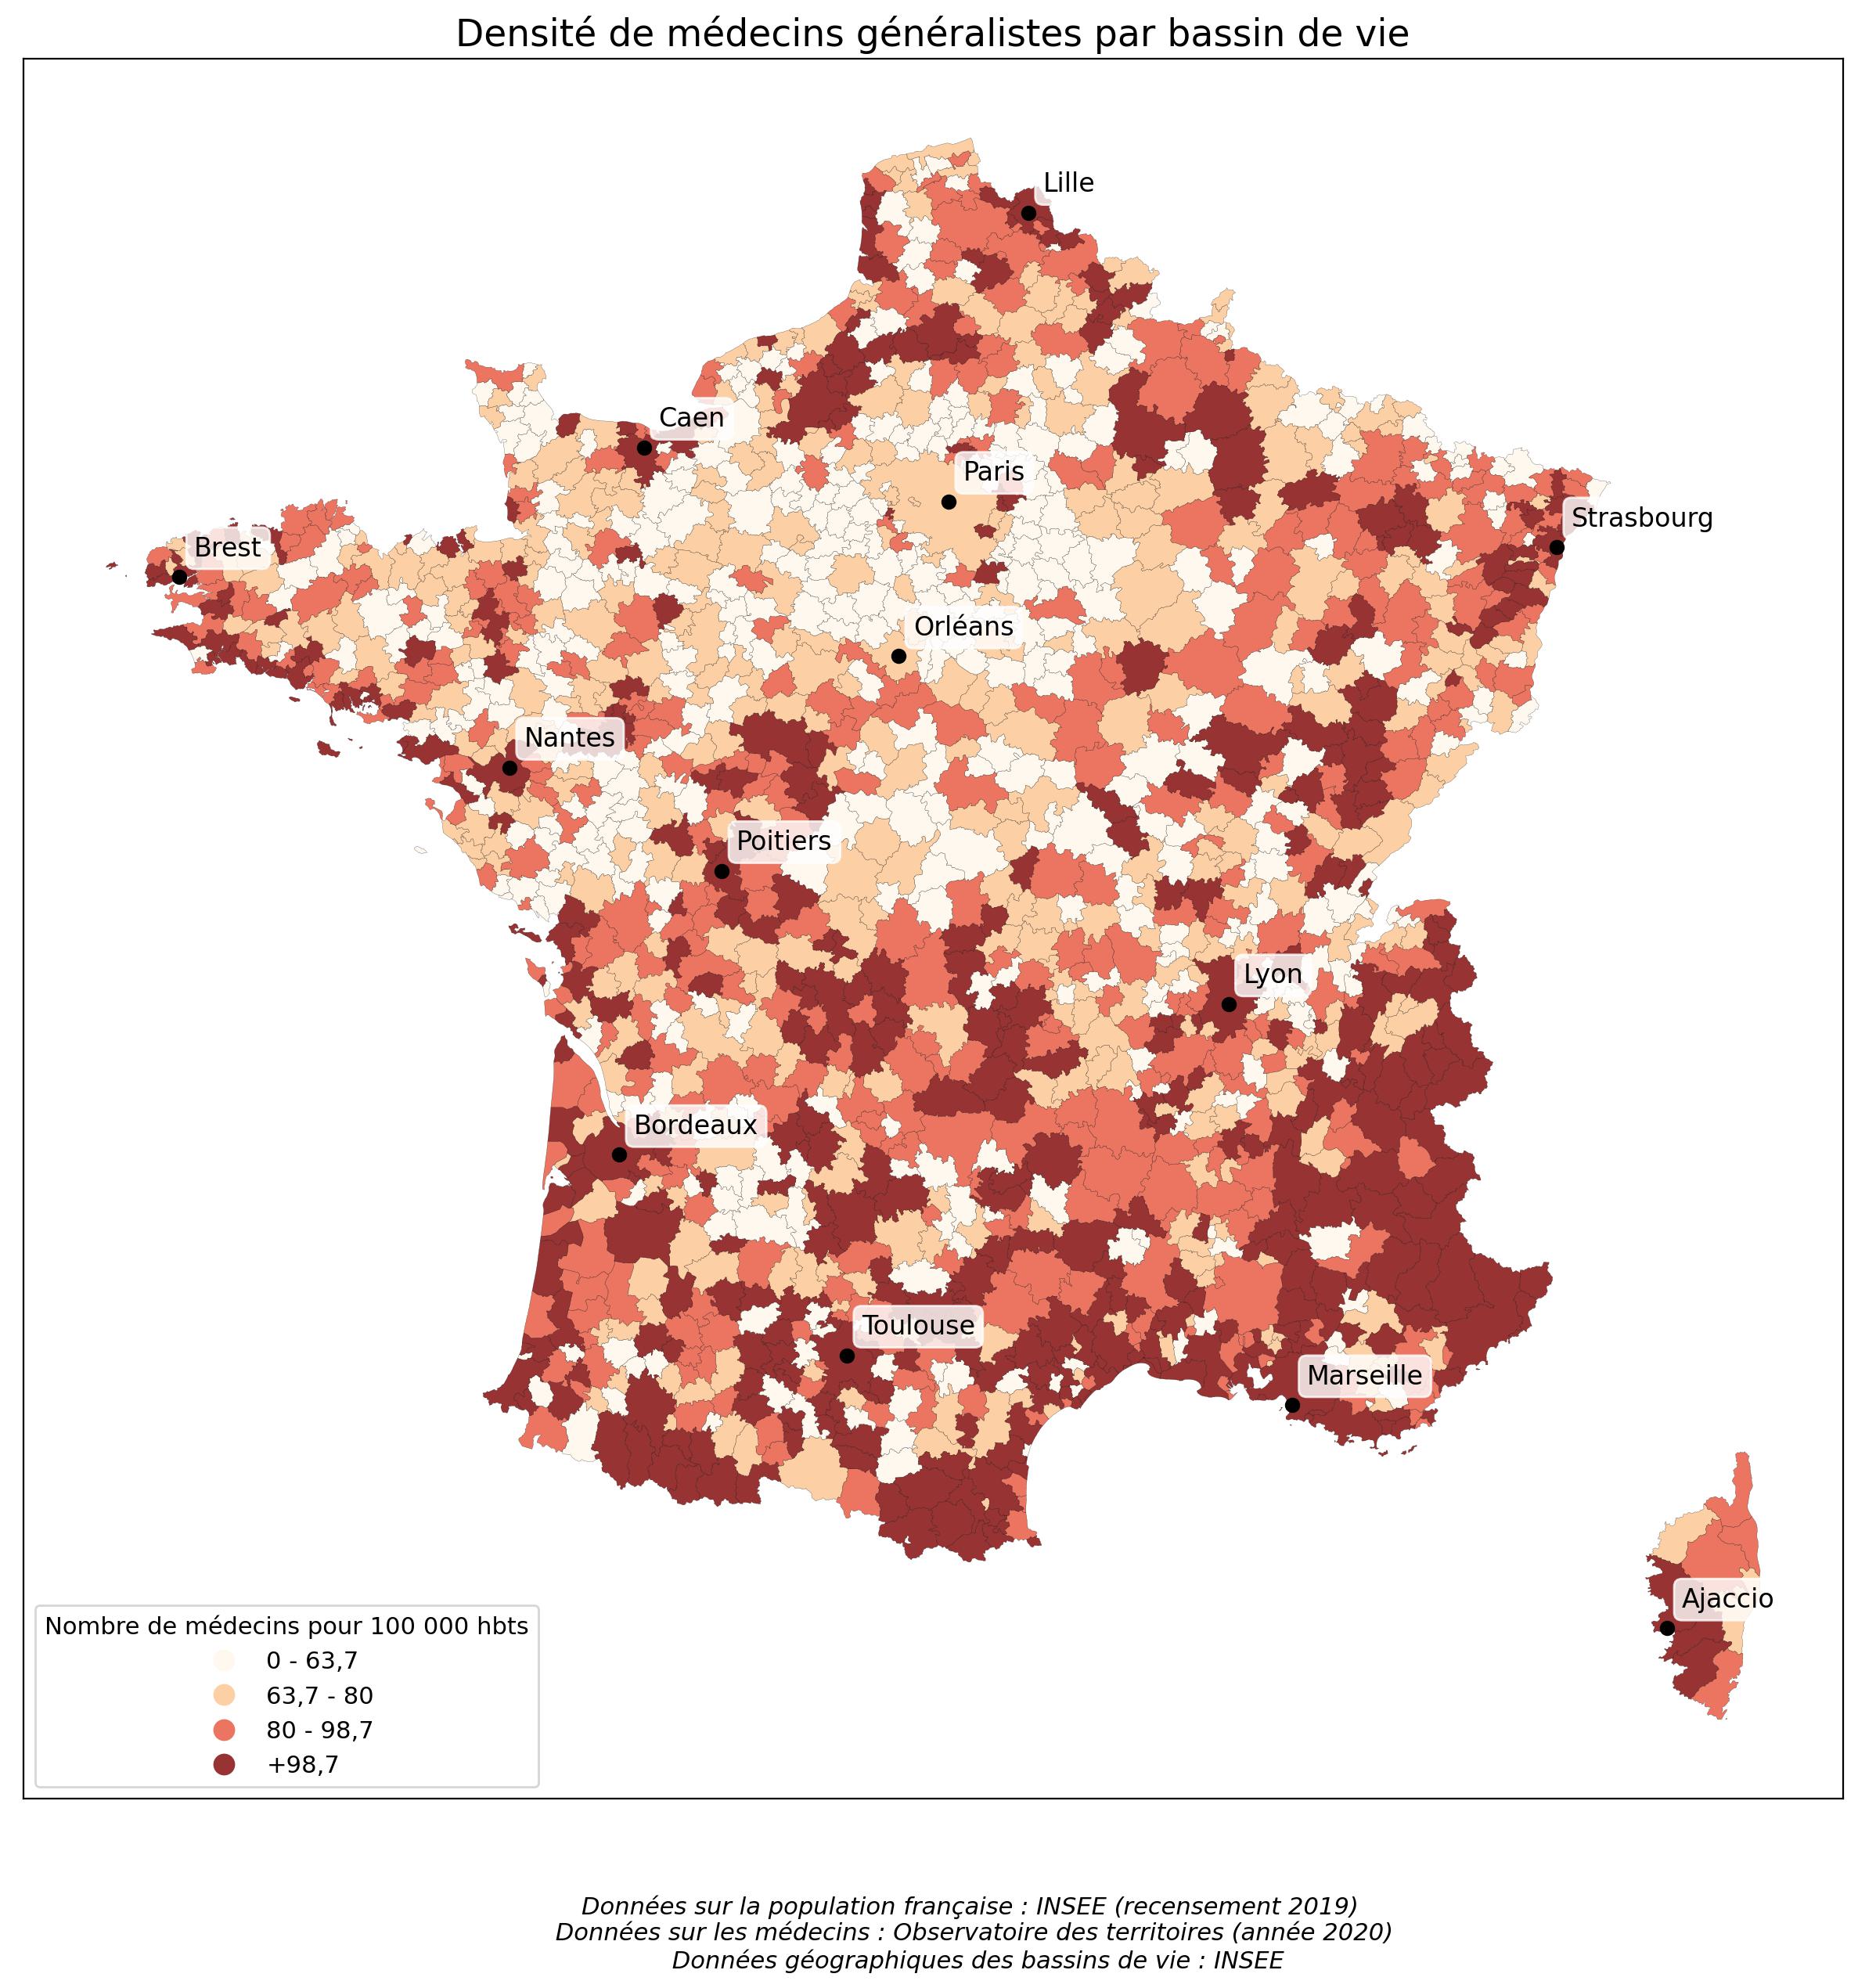 Densité de médecins généralistes par bassin de vie
Lille
Caen
Paris
Strasbourg
Brest
Orléans
Nantes
Poitiers
Lyon
Bordeaux
Toulouse
Marseille
Ajaccio
Nombre de médecins pour 100 000 hbts
0 - 63,7
63,7 - 80
80 - 98,7
+98,7
Données sur la population française : INSEE (recensement 2019)
Données sur les médecins : Observatoire des territoires (année 2020)
Données géographiques des bassins de vie : INSEE